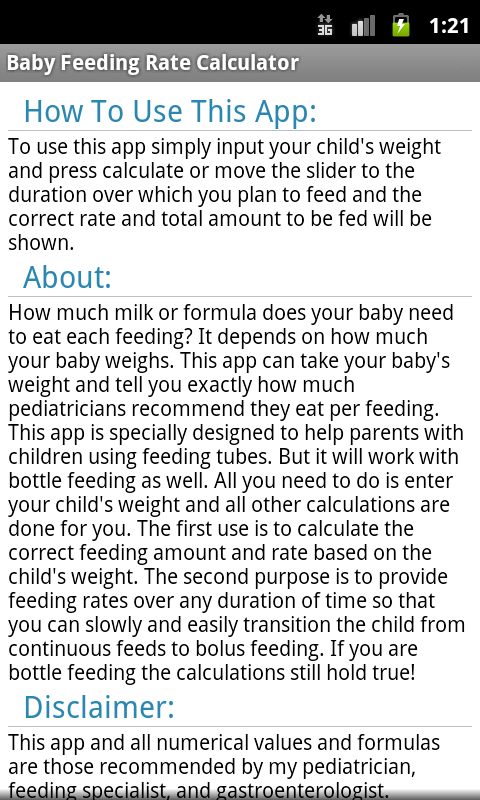 3G 1:21
Baby Feeding Rate Calculator
How To Use This App:
To use this app simply input your child's weight
and press calculate or move the slider to the
duration over which you plan to feed and the
correct rate and total amount to be fed will be
shown.
About:
How much milk or formula does your baby need
to eat each feeding? It depends on how much
your baby weighs. This app can take your baby's
weight and tell you exactly how much
pediatricians recommend they eat per feeding.
This app is specially designed to help parents with
children using feeding tubes. But it will work with
bottle feeding as well. All you need to do is enter
your child's weight and all other calculations are
done for you. The first use is to calculate the
correct feeding amount and rate based on the
child's weight. The second purpose is to provide
feeding rates over any duration of time so that
you can slowly and easily transition the child from
continuous feeds to bolus feeding. If you are
bottle feeding the calculations still hold true!
Disclaimer:
This app and all numerical values and formulas
are those recommended by my pediatrician,
feeding specialist, and gastroenterologist.